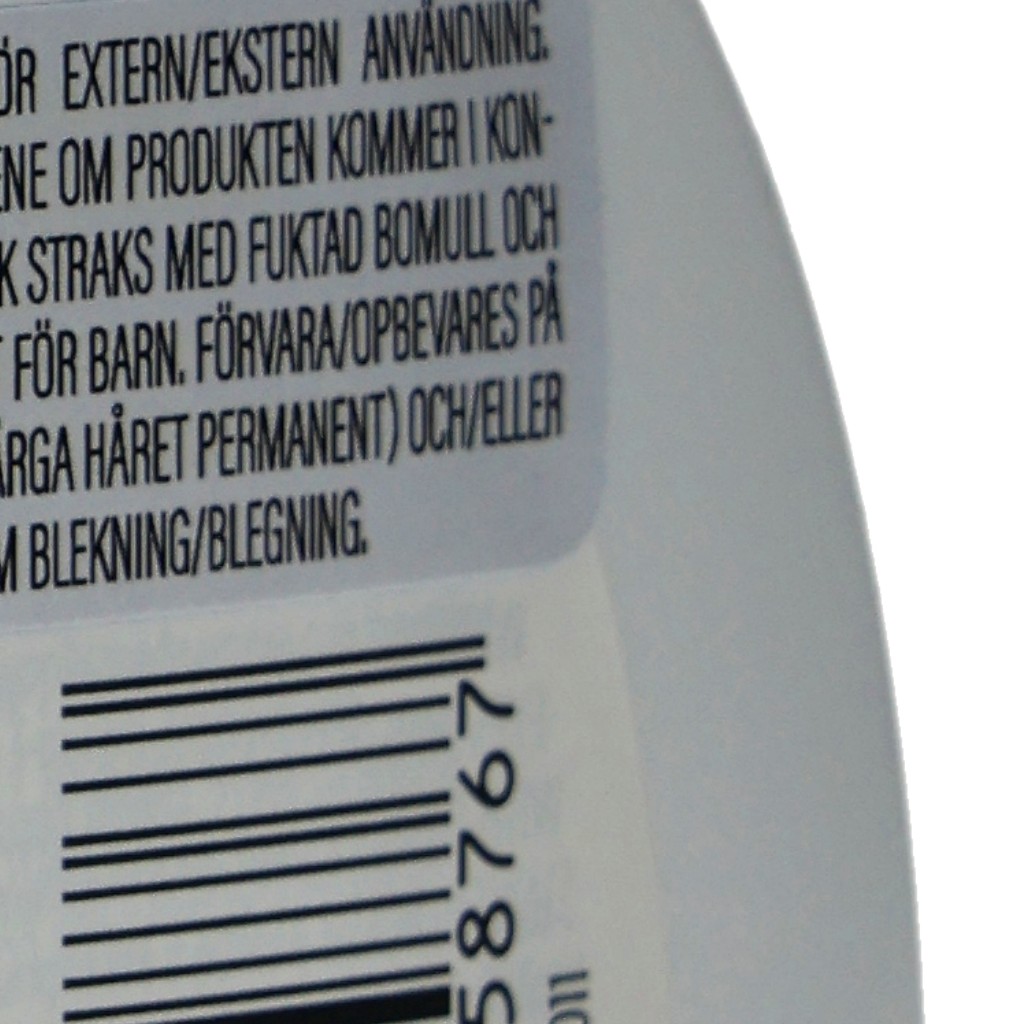 ÖR EXTERN/EKSTERN ANVÄNDNING.
ENE OM PRODUKTEN KOMMER I KON-
K STRAKS MED FUKTAD BOMULL OCH
T FÖR BARN. FÖRVARA/OPBEVARES PÅ
ÄRGA HÅRET PERMANENT) OCH/ELLER
M BLEKNING/BLEGNING.
58767
011